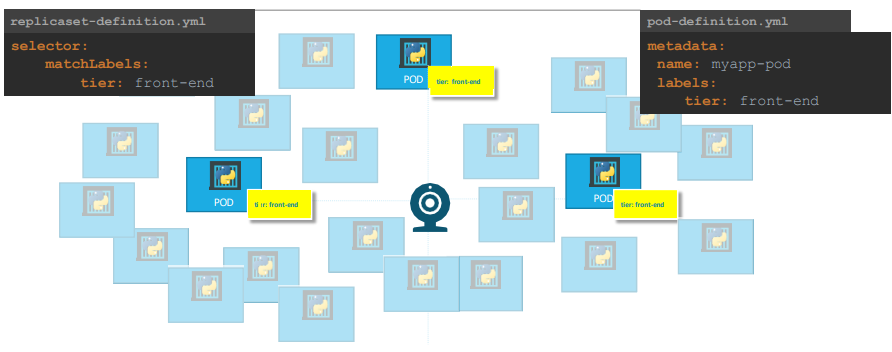 replicaset-definition.yml
selector:
matchLabels:
tier: front-end
pod-definition.yml
metadata:
name: myapp-pod
labels:
tier: front-end
POD
tier: front-end
POD
tier: front-end
POD
tier: front-end